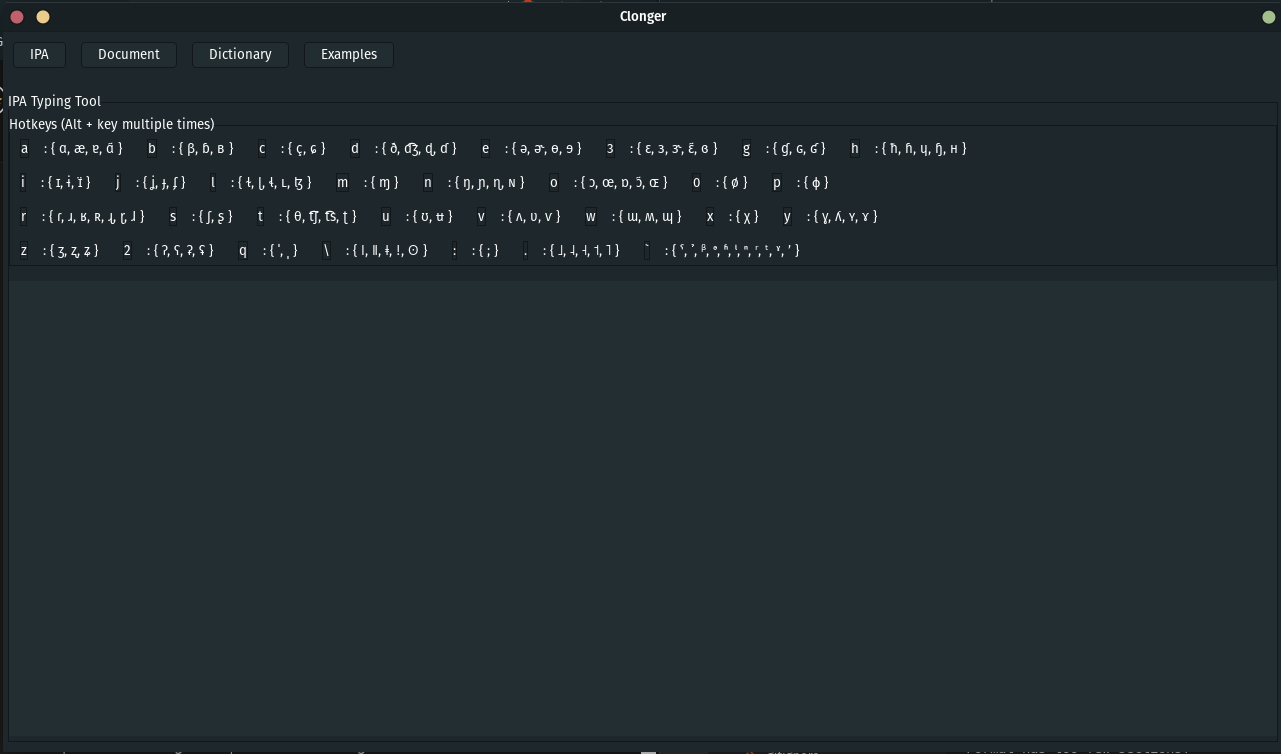 Clonger
IPA Document Dictionary Examples
IPA Typing Tool
Hotkeys (Alt + key multiple times)
a :{ ɑ, æ, ɐ, ɑ̃ } b :{ β, ɓ, ʙ } c :{ ç, ɕ } d :{ ð, d͡ʒ, ɖ, ɗ } e :{ ə, ɚ, ɵ, ɘ } 3 :{ ɛ, ɜ, ɝ, ɛ̃, ɞ } g :{ ɠ, ɢ, ʛ } h :{ ħ, ɦ, ɥ, ɧ, ʜ }
i :{ ɪ, ɨ, ɪ̈ } j :{ ʝ, ɟ, ʄ } l :{ ɫ, ɭ, ɬ, ʟ, ɮ } m :{ ɱ } n :{ ŋ, ɲ, ɳ, ɴ } o :{ ɔ, œ, ɒ, ɔ̃, ɶ } 0 :{ ø } p :{ ɸ }
r :{ ɾ, ɹ, ʁ, ʀ, ɻ, ɽ, ɺ } s :{ ʃ, ʂ } t :{ θ, t͡ʃ, t͡s, ʈ } u :{ ʊ, ʉ } v :{ ʌ, ʋ, ⱱ } w :{ ɯ, ʍ, ɰ } x :{ χ } y :{ ɣ, ʎ, ʏ, ɤ }
z :{ ʒ, ʐ, ʑ } 2 :{ ʔ, ʕ, ʡ, ʢ } q :{ ˈ, ˌ } \ :{ ǀ, ǁ, ǂ, ǃ, ʘ } : :{ ; } . :{ ˩, ˨, ˧, ˦, ˥ } ` :{